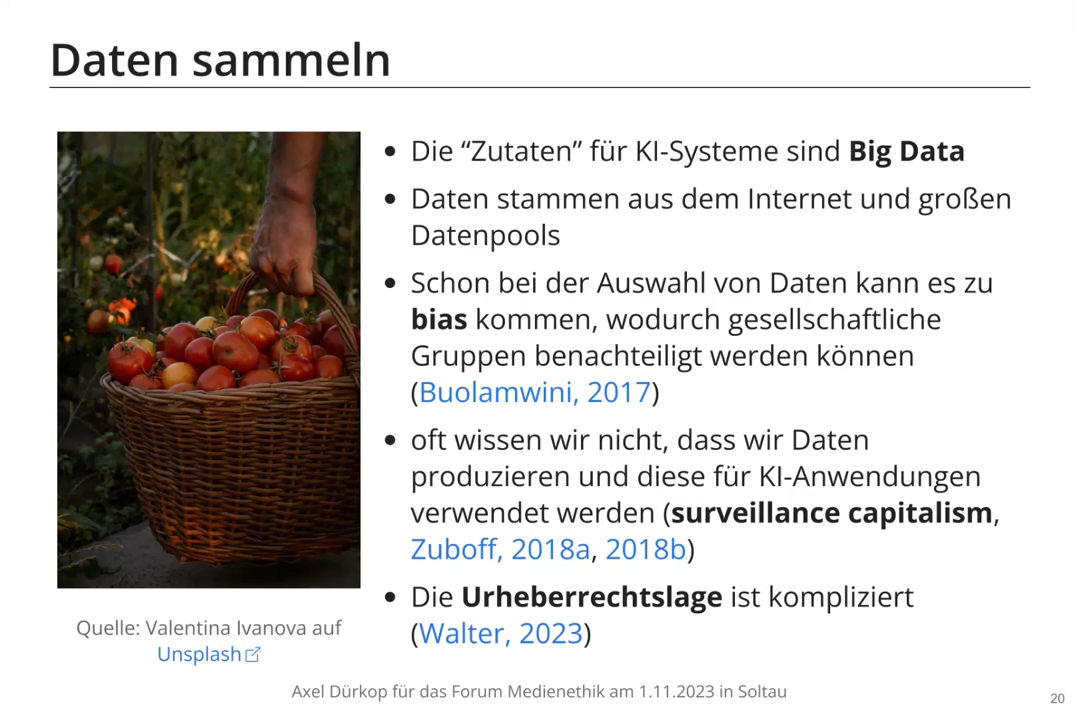 Daten sammeln
Die “Zutaten” für KI-Systeme sind Big Data
Daten stammen aus dem Internet und großen
Datenpools
Schon bei der Auswahl von Daten kann es zu
bias kommen, wodurch gesellschaftliche
Gruppen benachteiligt werden können
(Buolamwini, 2017)
oft wissen wir nicht, dass wir Daten
produzieren und diese für KI-Anwendungen
verwendet werden (surveillance capitalism,
Zuboff, 2018a, 2018b)
Die Urheberrechtslage ist kompliziert
(Walter, 2023)
Quelle: Valentina Ivanova auf
Unsplash
Axel Dürkop für das Forum Medienethik am 1.11.2023 in Soltau
20